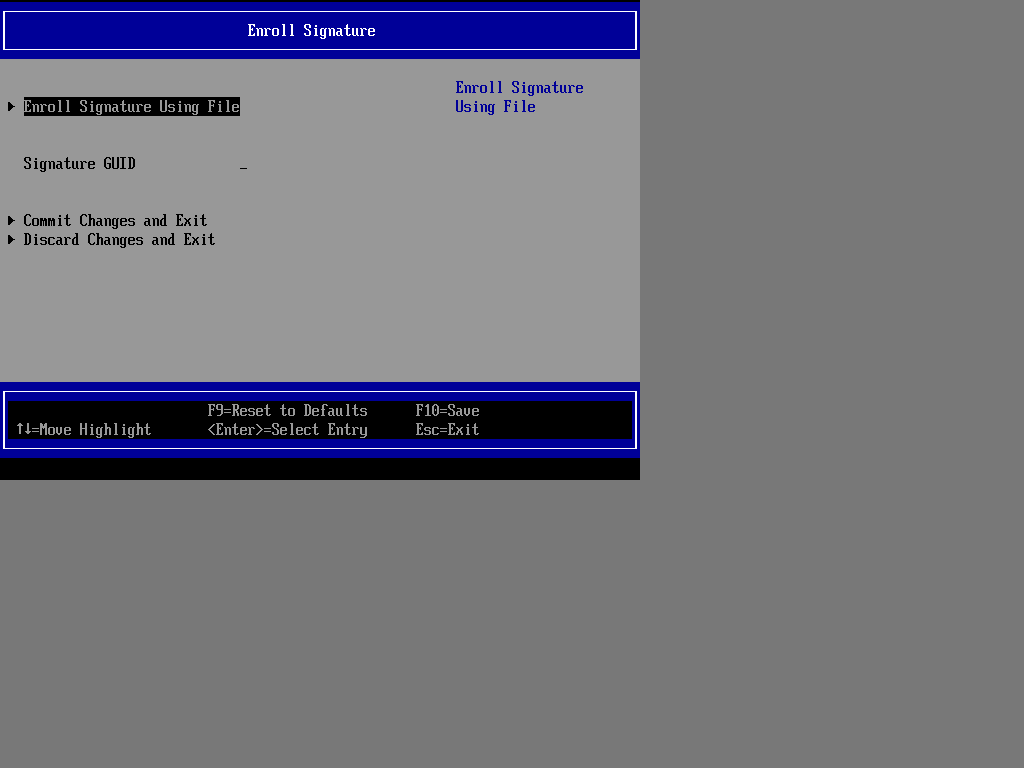 Enroll Signature
Enroll Signature
▶ Enroll Signature Using File
Using File
Signature GUID _
▶ Commit Changes and Exit
▶ Discard Changes and Exit
F9=Reset to Defaults F10=Save
↑↓=Move Highlight <Enter>=Select Entry Esc=Exit